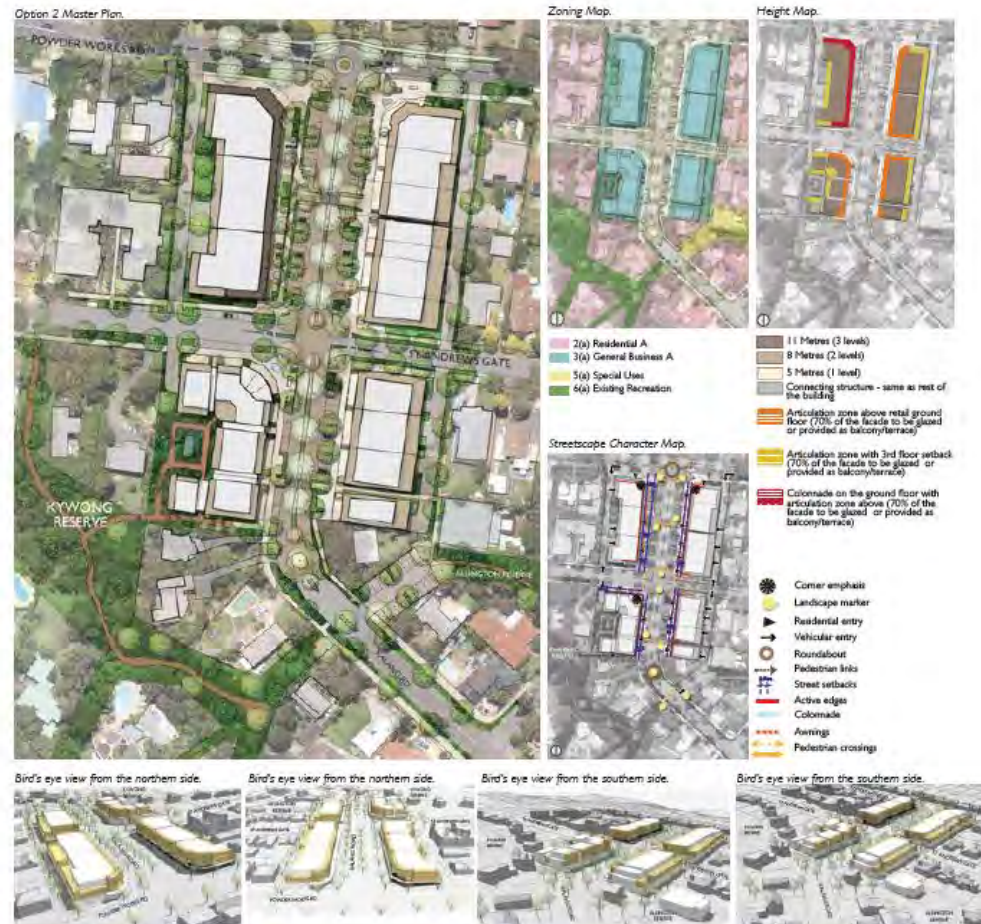 Option 2 Master Plan.
Zoning Map.
Height Map.
POWDER WORKS
ST ANDREWS GATE
KYWONG
RESERVE
2(a) Residential A
3(a) General Business A
5(a) Special Uses
6(a) Existing Recreation
Streetscape Character Map.
11 Metres (3 levels)
8 Metres (2 levels)
5 Metres (1 level)
Connecting structure - same as rest of
the building
Articulation zone above retail ground
floor (70% of the facade to be glazed
or provided as balcony/terrace)
Articulation zone with 3rd floor setback
(70% of the facade to be glazed or
provided as balcony/terrace)
Colonnade on the ground floor with
articulation zone above (70% of the
facade to be glazed or provided as
balcony/terrace)
Corner emphasis
Landscape marker
Residential entry
Vehicular entry
Roundabout
Pedestrian links
Street setbacks
Active edges
Colonnade
Awnings
Pedestrian crossings
Bird's eye view from the northern side.
Bird's eye view from the northern side.
Bird's eye view from the southern side.
Bird's eye view from the southern side.